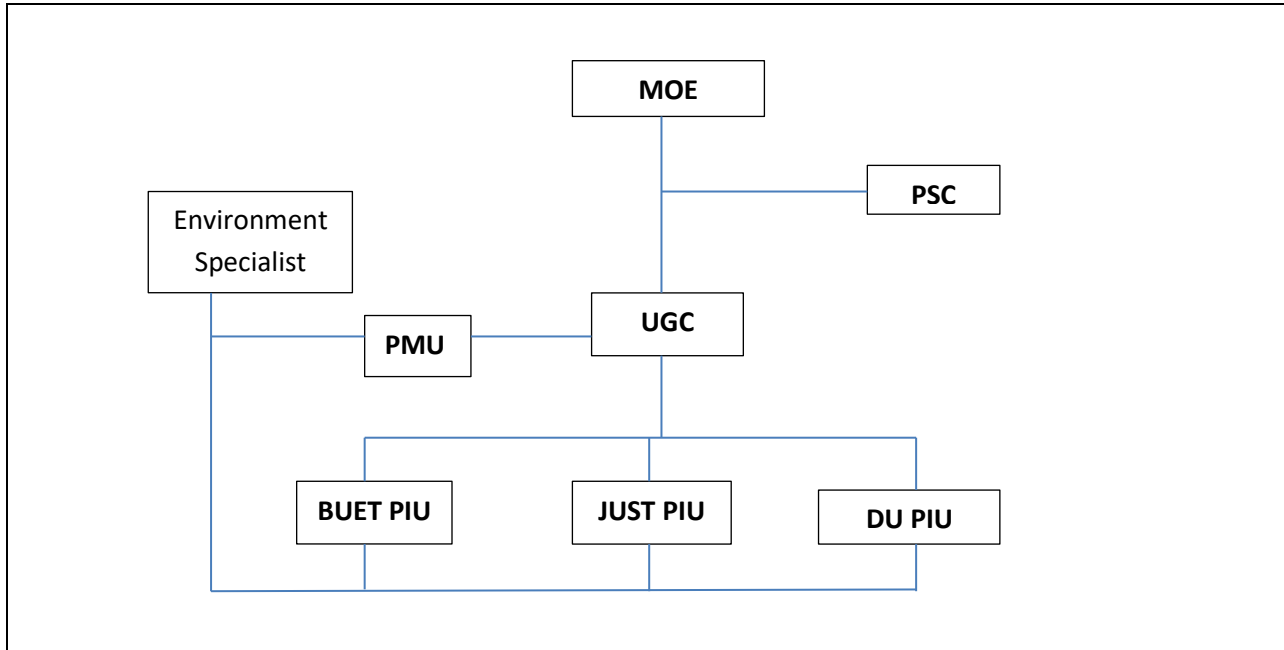 MOE
PSC
Environment
Specialist
UGC
PMU
BUET PIU
JUST PIU
DU PIU